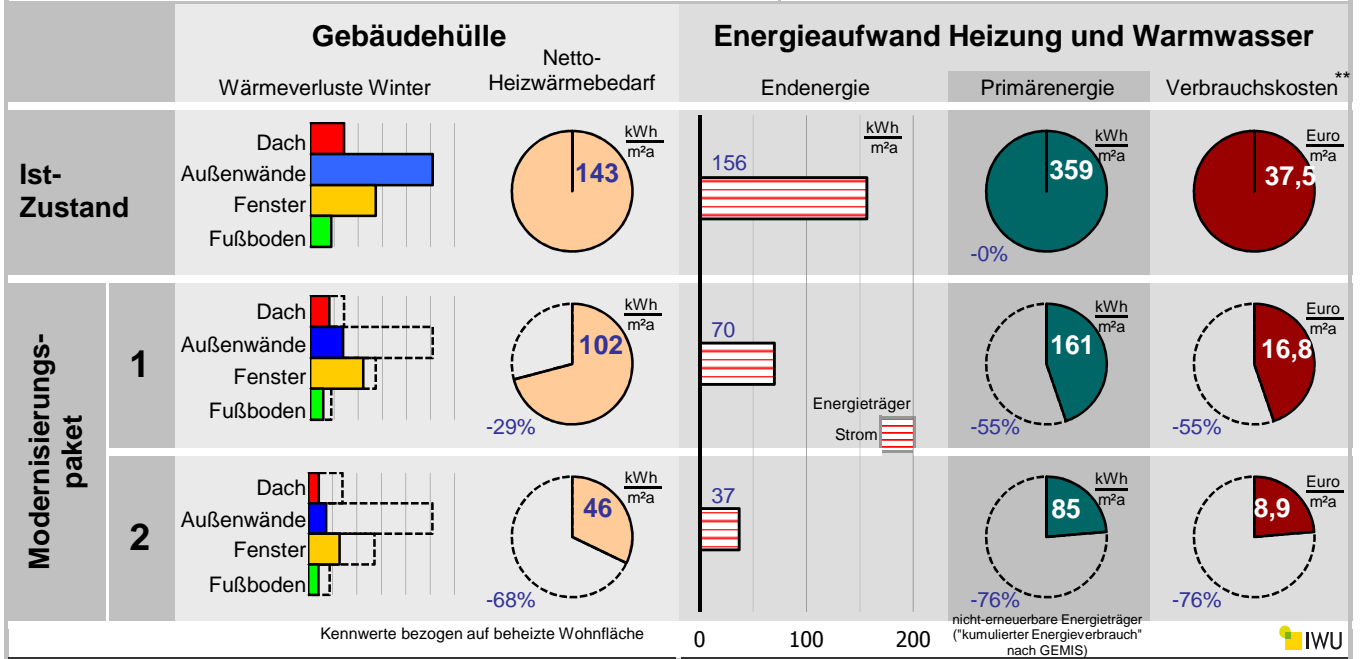 Gebäudehülle
Energieaufwand Heizung und Warmwasser
Wärmeverluste Winter
Netto-
Heizwärmebedarf
Endenergie
Primärenergie
Verbrauchskosten**
Ist-
Zustand
Dach
Außenwände
Fenster
Fußboden
143
kWh
m²a
156
kWh
m²a
359
kWh
m²a
-0%
37,5
Euro
m²a
Modernisierungs-
paket
1
Dach
Außenwände
Fenster
Fußboden
102
kWh
m²a
-29%
70
Energieträger
Strom
161
kWh
m²a
-55%
16,8
Euro
m²a
-55%
2
Dach
Außenwände
Fenster
Fußboden
46
kWh
m²a
-68%
37
85
kWh
m²a
-76%
8,9
Euro
m²a
-76%
Kennwerte bezogen auf beheizte Wohnfläche
0 100 200
nicht-erneuerbare Energieträger
("kumulierter Energieverbrauch"
nach GEMIS)
IWU